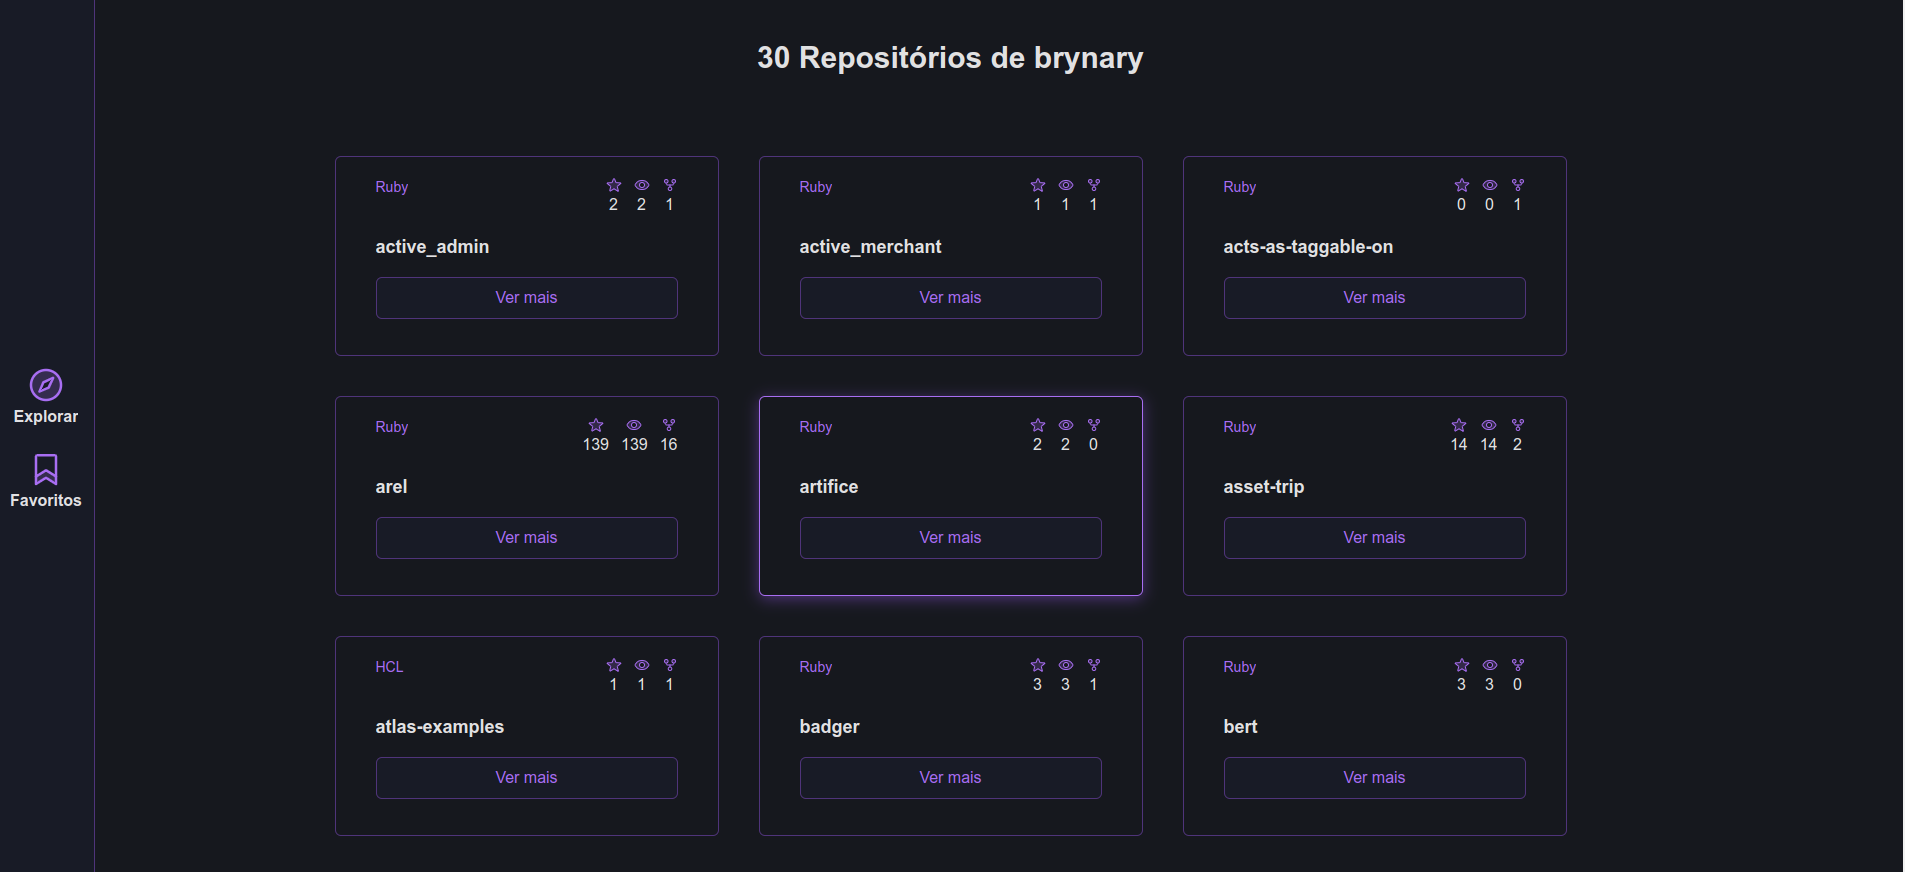 30 Repositórios de brynary
Ruby
2 2 1
active_admin
Ver mais
Ruby
1 1 1
active_merchant
Ver mais
Ruby
0 0 1
acts-as-taggable-on
Ver mais
Explorar
Favoritos
Ruby
139 139 16
arel
Ver mais
Ruby
2 2 0
artifice
Ver mais
Ruby
14 14 2
asset-trip
Ver mais
HCL
1 1 1
atlas-examples
Ver mais
Ruby
3 3 1
badger
Ver mais
Ruby
3 3 0
bert
Ver mais